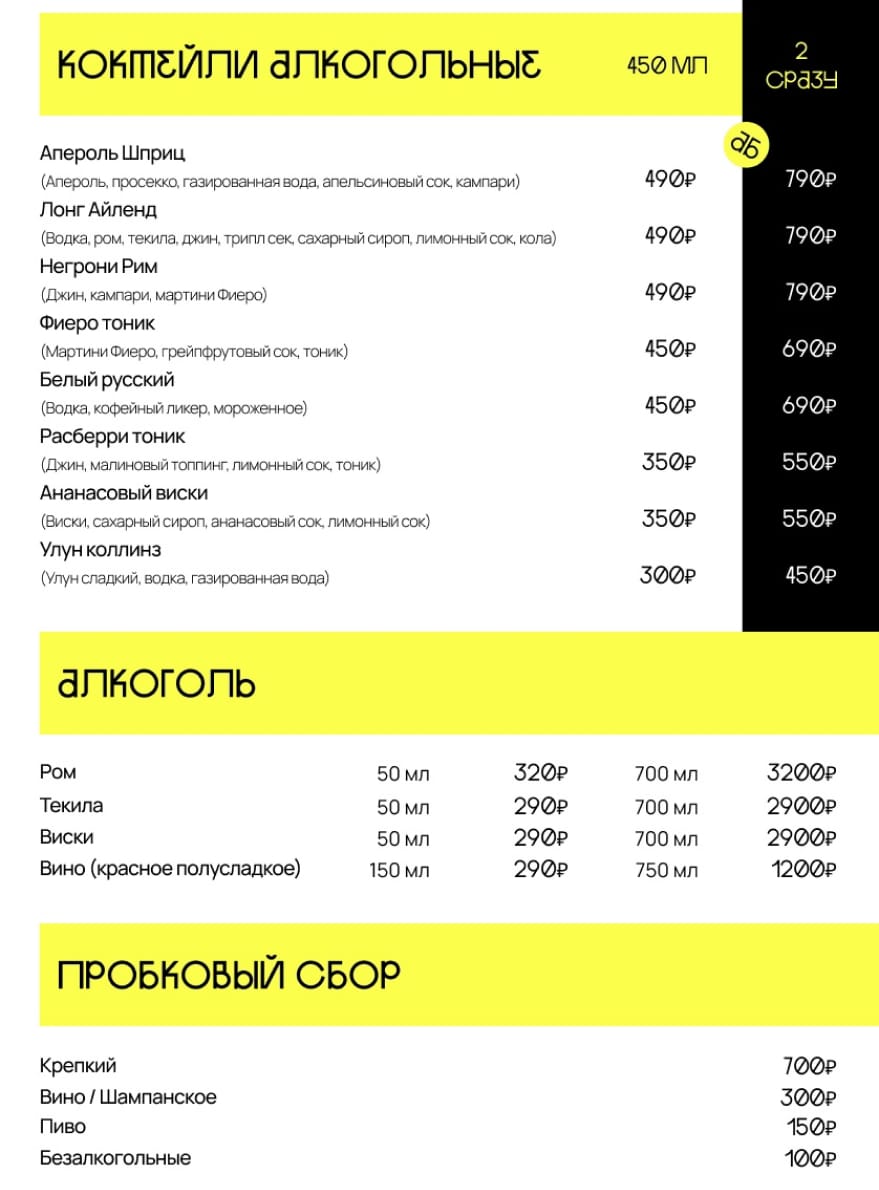 КОКТЕЙЛИ АЛКОГОЛЬНЫЕ 450 МЛ 2 СРАЗУ
аБ
Апероль Шприц
(Апероль, просекко, газированная вода, апельсиновый сок, кампари) 490₽ 790₽
Лонг Айленд
(Водка, ром, текила, джин, трипл сек, сахарный сироп, лимонный сок, кола) 490₽ 790₽
Негрони Рим
(Джин, кампари, мартини Фиеро) 490₽ 790₽
Фиеро тоник
(Мартини Фиеро, грейпфрутовый сок, тоник) 450₽ 690₽
Белый русский
(Водка, кофейный ликер, мороженное) 450₽ 690₽
Расберри тоник
(Джин, малиновый топпинг, лимонный сок, тоник) 350₽ 550₽
Ананасовый виски
(Виски, сахарный сироп, ананасовый сок, лимонный сок) 350₽ 550₽
Улун коллинз
(Улун сладкий, водка, газированная вода) 300₽ 450₽
АЛКОГОЛЬ
Ром 50 мл 320₽ 700 мл 3200₽
Текила 50 мл 290₽ 700 мл 2900₽
Виски 50 мл 290₽ 700 мл 2900₽
Вино (красное полусладкое) 150 мл 290₽ 750 мл 1200₽
ПРОБКОВЫЙ СБОР
Крепкий 700₽
Вино / Шампанское 300₽
Пиво 150₽
Безалкогольные 100₽